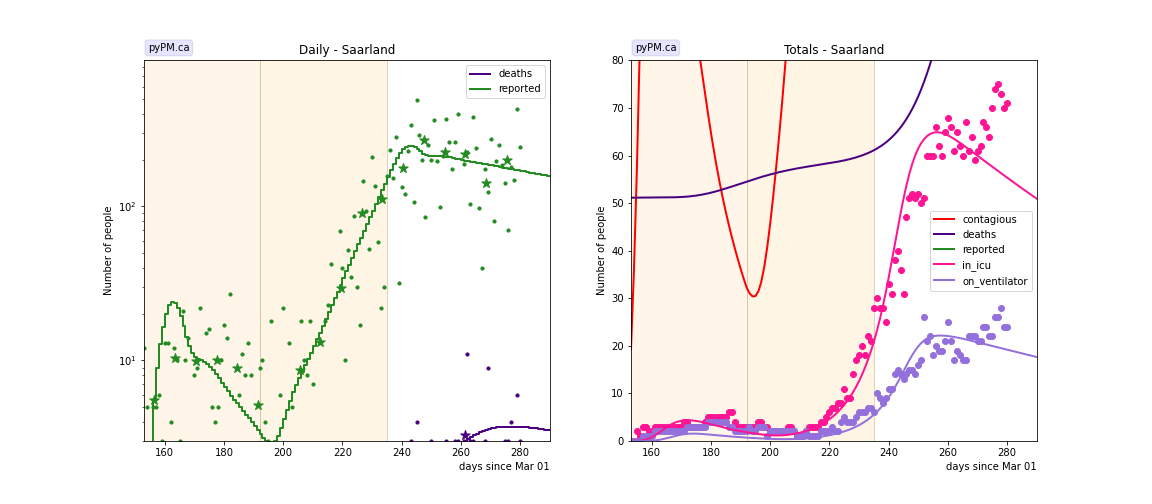 pyPM.ca
Daily - Saarland
deaths
reported
Number of people
10²
10¹
160 180 200 220 240 260 280
days since Mar 01
pyPM.ca
Totals - Saarland
contagious
deaths
reported
in_icu
on_ventilator
Number of people
80
70
60
50
40
30
20
10
0
160 180 200 220 240 260 280
days since Mar 01